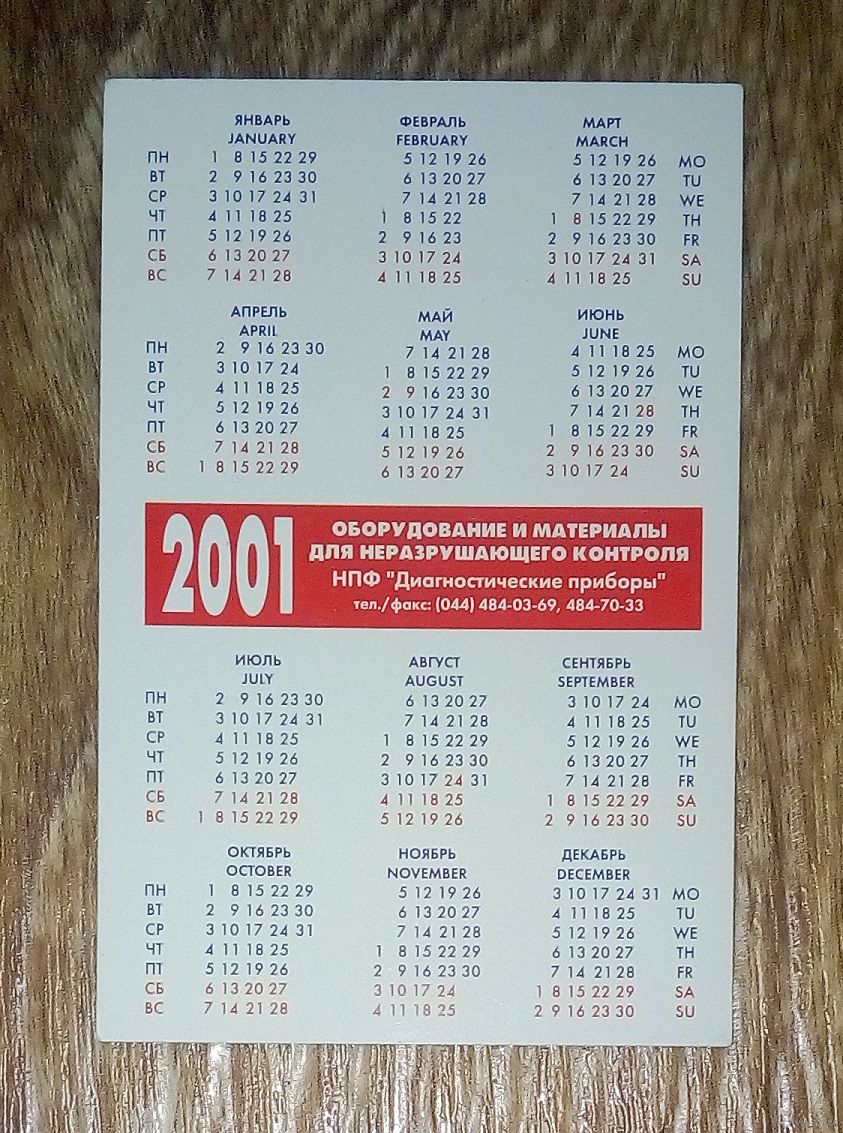 ЯНВАРЬ ФЕВРАЛЬ МАРТ
JANUARY FEBRUARY MARCH
ПН 1 8 15 22 29 5 12 19 26 5 12 19 26 MO
ВТ 2 9 16 23 30 6 13 20 27 6 13 20 27 TU
СР 3 10 17 24 31 7 14 21 28 7 14 21 28 WE
ЧТ 4 11 18 25 1 8 15 22 1 8 15 22 29 TH
ПТ 5 12 19 26 2 9 16 23 2 9 16 23 30 FR
СБ 6 13 20 27 3 10 17 24 3 10 17 24 31 SA
ВС 7 14 21 28 4 11 18 25 4 11 18 25 SU
АПРЕЛЬ МАЙ ИЮНЬ
APRIL MAY JUNE
ПН 2 9 16 23 30 7 14 21 28 4 11 18 25 MO
ВТ 3 10 17 24 1 8 15 22 29 5 12 19 26 TU
СР 4 11 18 25 2 9 16 23 30 6 13 20 27 WE
ЧТ 5 12 19 26 3 10 17 24 31 7 14 21 28 TH
ПТ 6 13 20 27 4 11 18 25 1 8 15 22 29 FR
СБ 7 14 21 28 5 12 19 26 2 9 16 23 30 SA
ВС 1 8 15 22 29 6 13 20 27 3 10 17 24 SU
2001
ОБОРУДОВАНИЕ И МАТЕРИАЛЫ
ДЛЯ НЕРАЗРУШАЮЩЕГО КОНТРОЛЯ
НПФ "Диагностические приборы"
тел./факс: (044) 484-03-69, 484-70-33
ИЮЛЬ АВГУСТ СЕНТЯБРЬ
JULY AUGUST SEPTEMBER
ПН 2 9 16 23 30 6 13 20 27 3 10 17 24 MO
ВТ 3 10 17 24 31 7 14 21 28 4 11 18 25 TU
СР 4 11 18 25 1 8 15 22 29 5 12 19 26 WE
ЧТ 5 12 19 26 2 9 16 23 30 6 13 20 27 TH
ПТ 6 13 20 27 3 10 17 24 31 7 14 21 28 FR
СБ 7 14 21 28 4 11 18 25 1 8 15 22 29 SA
ВС 1 8 15 22 29 5 12 19 26 2 9 16 23 30 SU
ОКТЯБРЬ НОЯБРЬ ДЕКАБРЬ
OCTOBER NOVEMBER DECEMBER
ПН 1 8 15 22 29 5 12 19 26 3 10 17 24 31 MO
ВТ 2 9 16 23 30 6 13 20 27 4 11 18 25 TU
СР 3 10 17 24 31 7 14 21 28 5 12 19 26 WE
ЧТ 4 11 18 25 1 8 15 22 29 6 13 20 27 TH
ПТ 5 12 19 26 2 9 16 23 30 7 14 21 28 FR
СБ 6 13 20 27 3 10 17 24 1 8 15 22 29 SA
ВС 7 14 21 28 4 11 18 25 2 9 16 23 30 SU